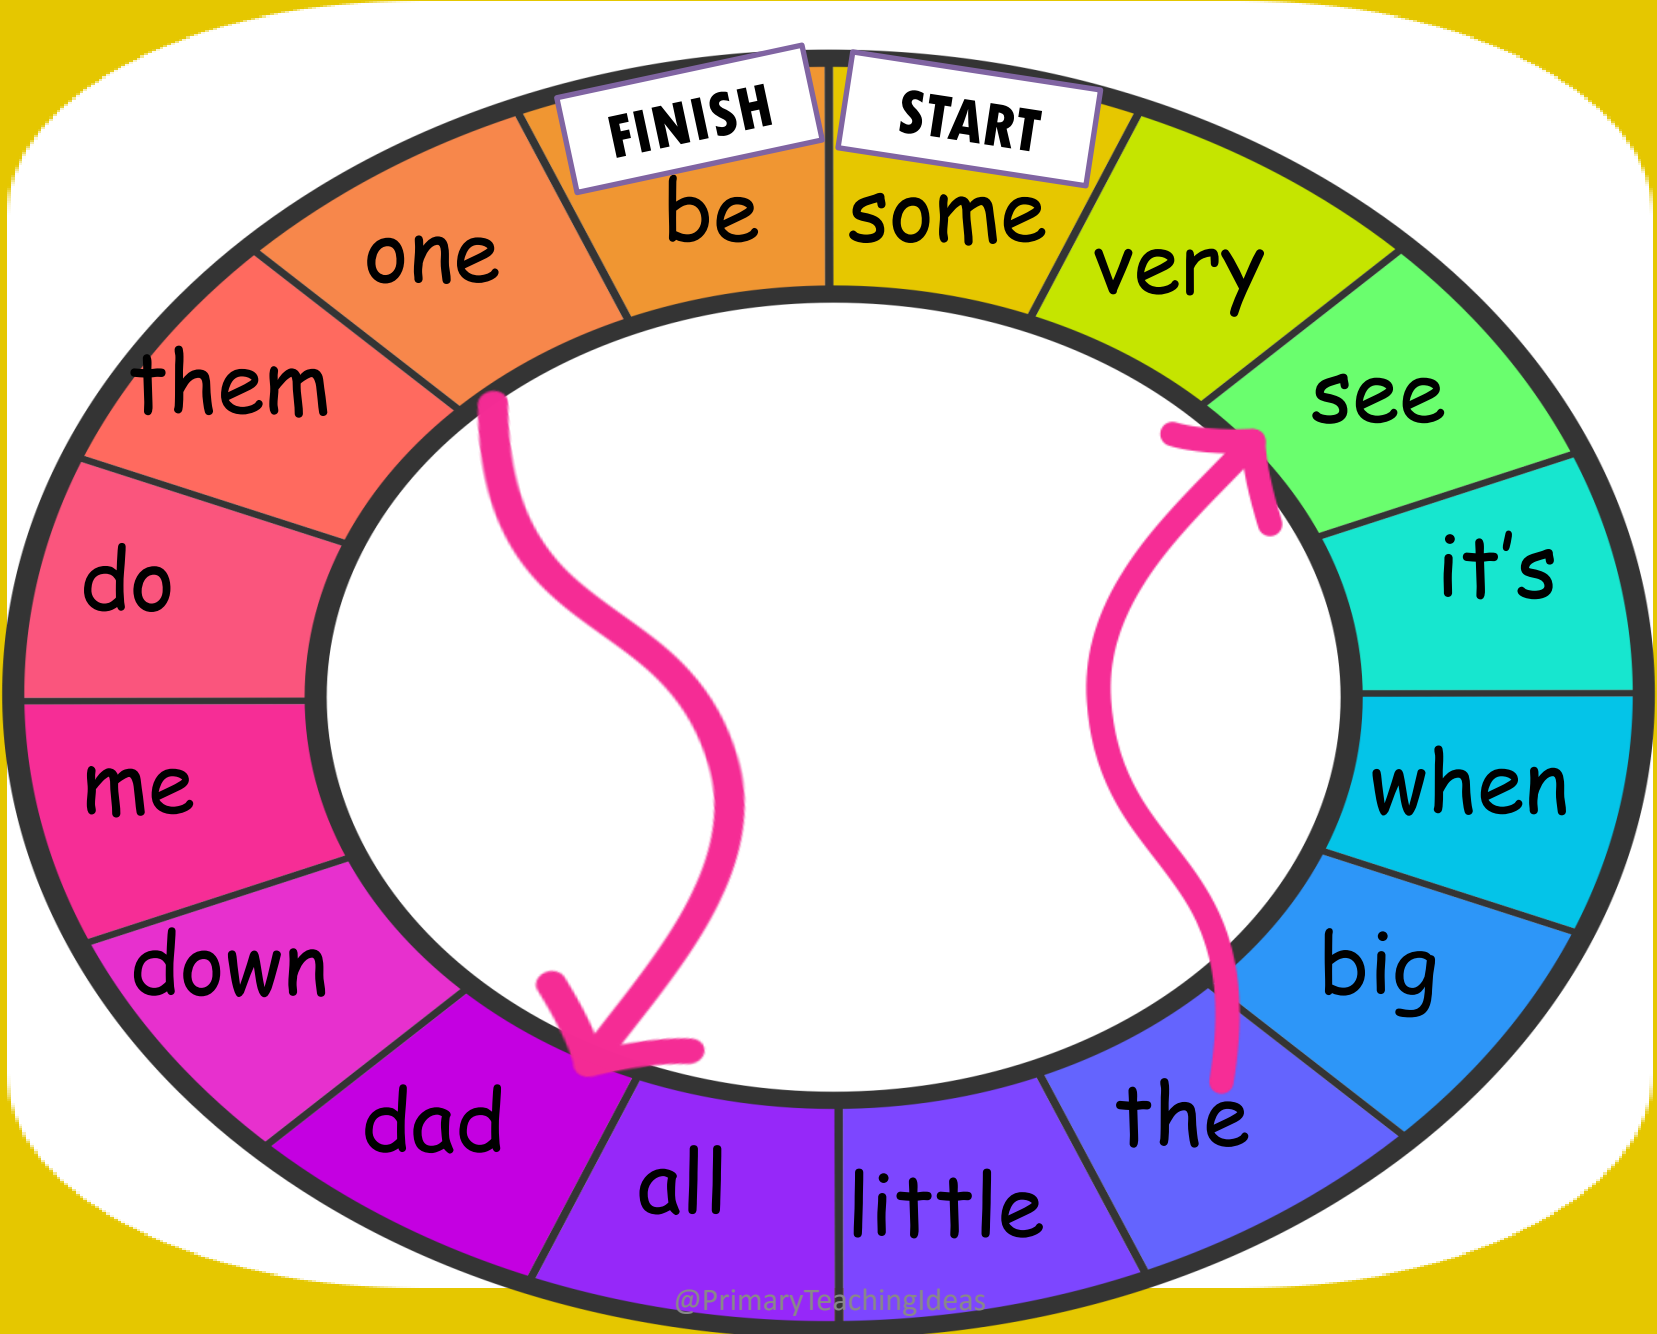 START
some
very
see
it's
when
big
the
little
all
dad
down
me
do
them
one
FINISH
be
@PrimaryTeachingIdeas